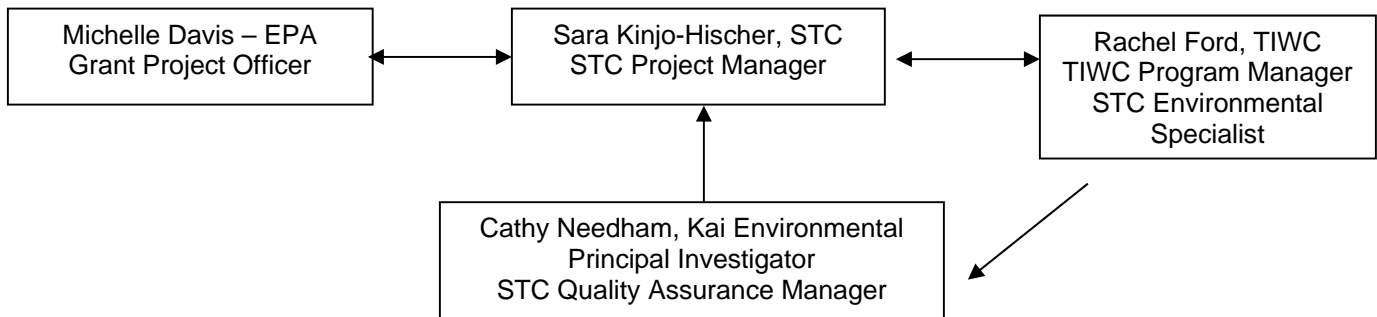 Michelle Davis – EPA
Grant Project Officer
Sara Kinjo-Hischer, STC
STC Project Manager
Rachel Ford, TIWC
TIWC Program Manager
STC Environmental
Specialist
Cathy Needham, Kai Environmental
Principal Investigator
STC Quality Assurance Manager